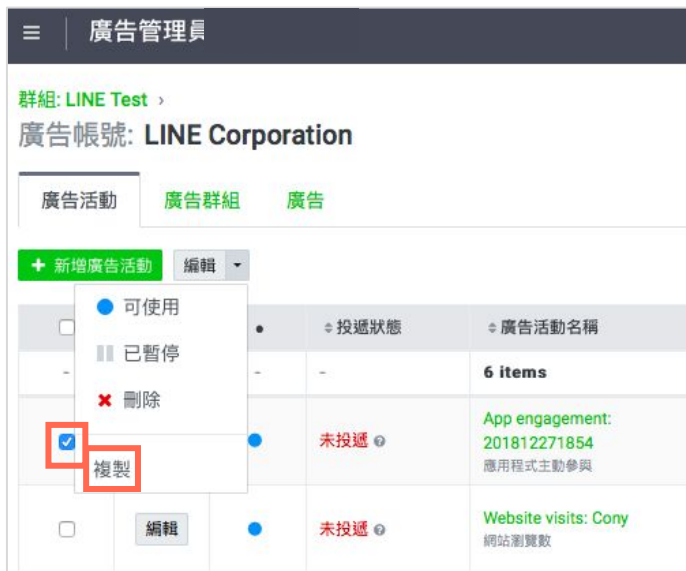 廣告管理員
群組: LINE Test ›
廣告帳號: LINE Corporation
廣告活動 廣告群組 廣告
+ 新增廣告活動 編輯
可使用
已暫停
刪除
複製
投遞狀態 廣告活動名稱
- - - 6 items
未投遞 App engagement:
201812271854
應用程式主動參與
編輯 未投遞 Website visits: Cony
網站瀏覽數